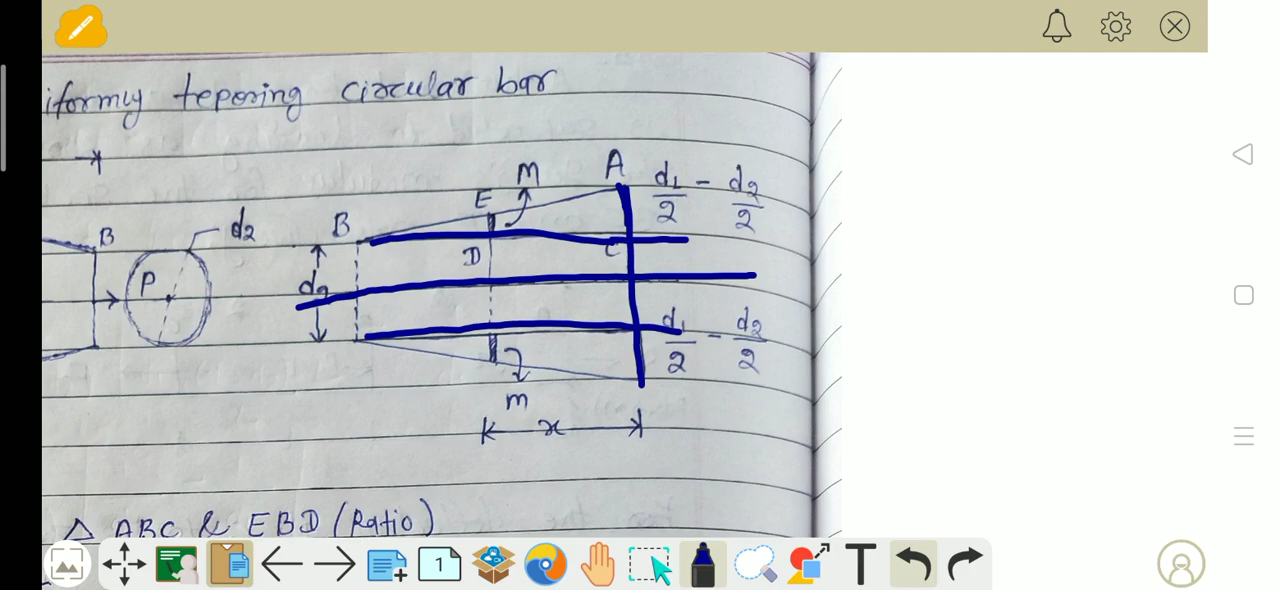 iformly tepering circular bar
M
A
d1/2 - d2/2
E
B
d2
B
D
C
P
d2
d1/2 - d2/2
m
x
Δ ABC & EBD (Ratio)
1
T